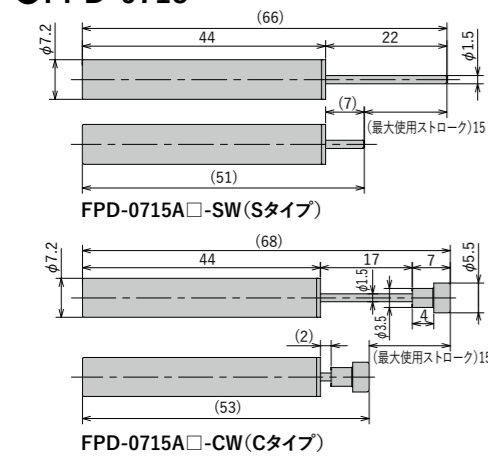 (66)
44
22
φ7.2
φ1.5
(7)
(最大使用ストローク)15
(51)
FPD-0715A□-SW(Sタイプ)
(68)
44
17
7
φ7.2
φ1.5
φ3.5
φ5.5
4
(2)
(最大使用ストローク)15
(53)
FPD-0715A□-CW(Cタイプ)